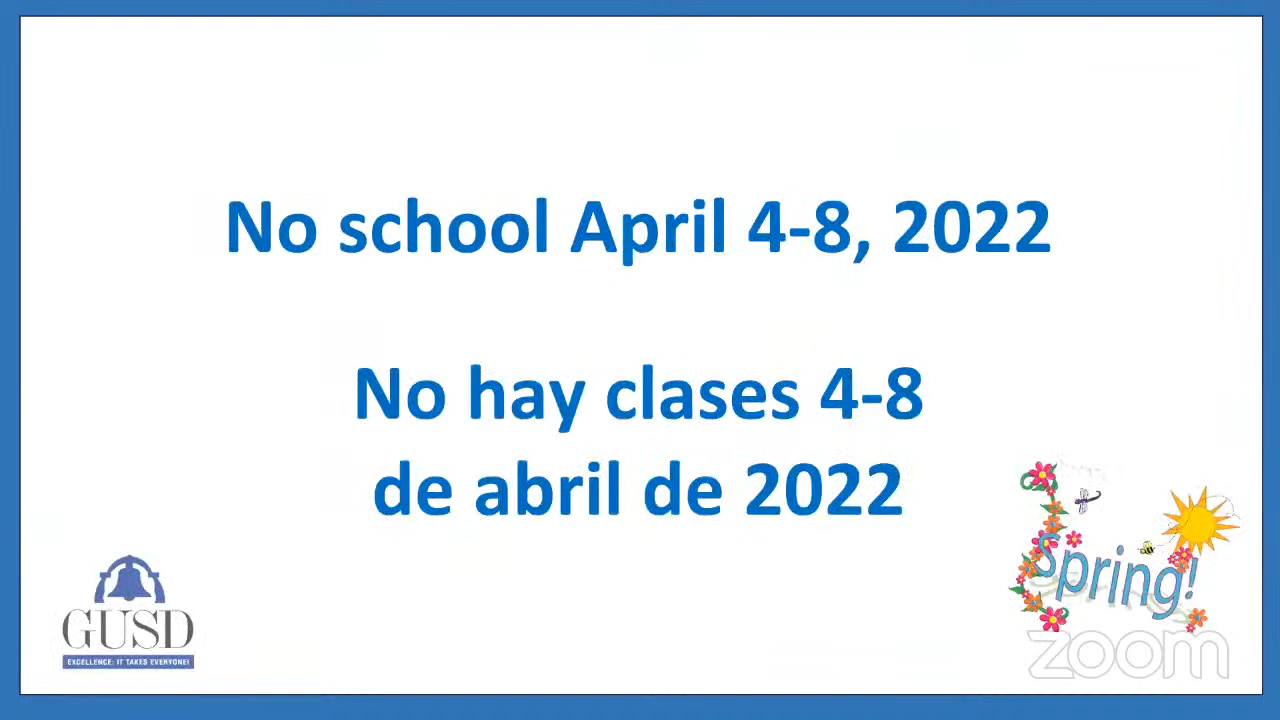 No school April 4-8, 2022
No hay clases 4-8
de abril de 2022
Spring!
GUSD
EXCELLENCE: IT TAKES EVERYONE!
zoom